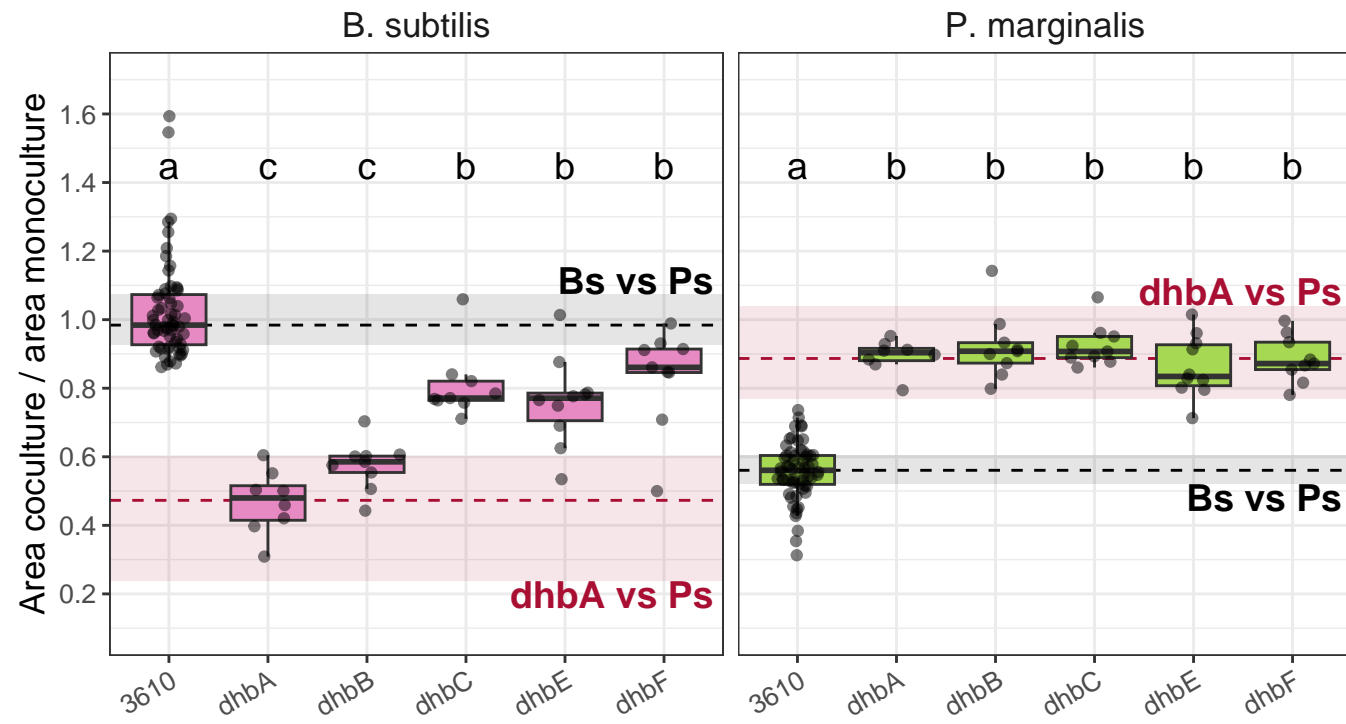 B. subtilis
P. marginalis
Area coculture / area monoculture
1.6
1.4
1.2
1.0
0.8
0.6
0.4
0.2
a c c b b b
a b b b b b
Bs vs Ps
dhbA vs Ps
dhbA vs Ps
Bs vs Ps
3610 dhbA dhbB dhbC dhbE dhbF
3610 dhbA dhbB dhbC dhbE dhbF